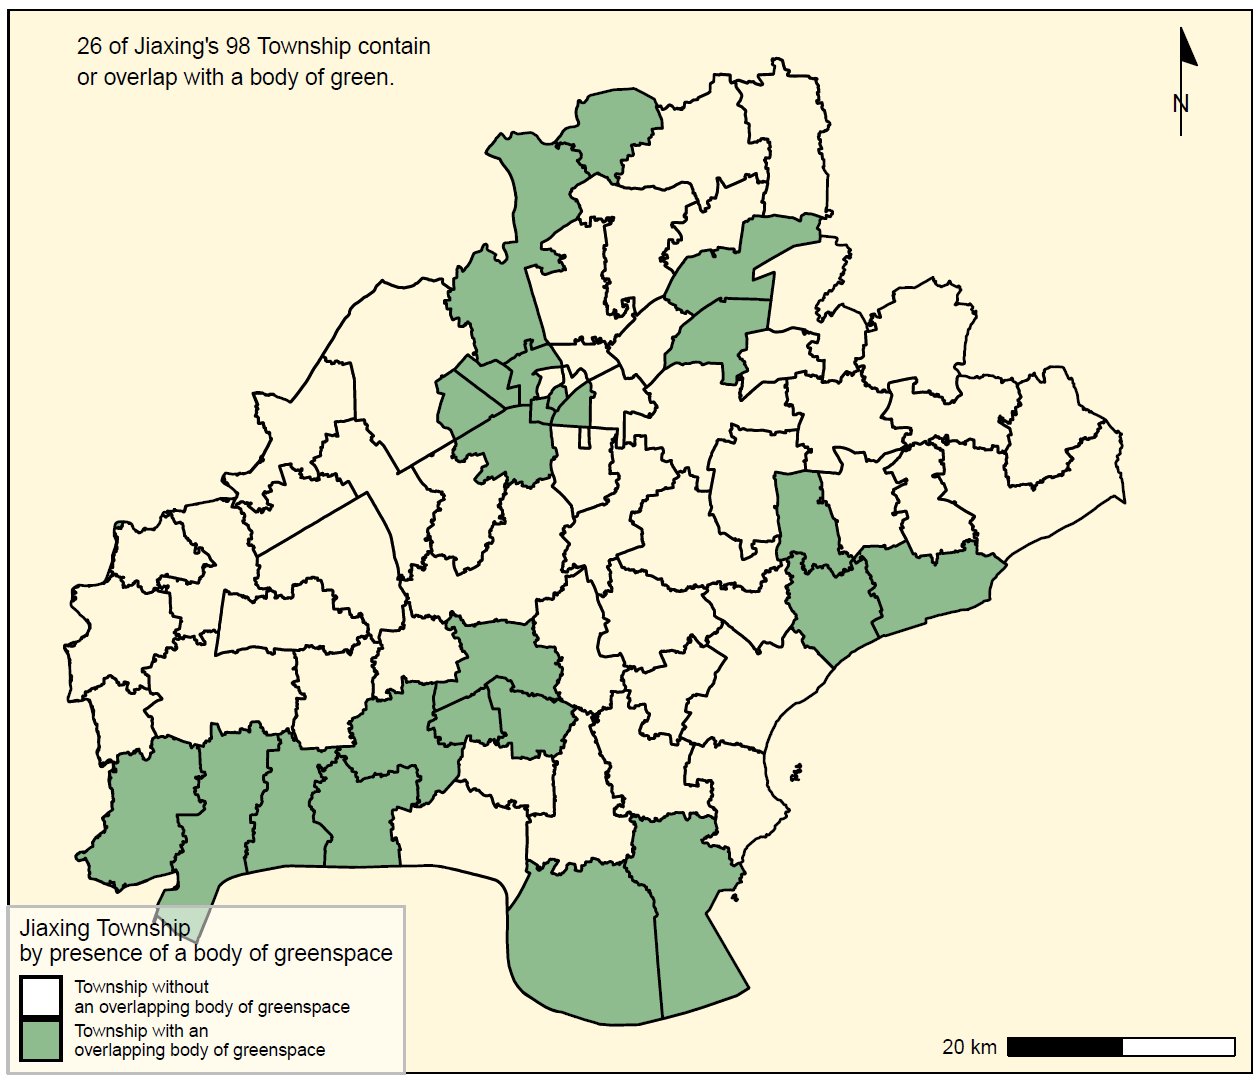 26 of Jiaxing's 98 Township contain
or overlap with a body of green.
N
Jiaxing Township
by presence of a body of greenspace
Township without
an overlapping body of greenspace
Township with an
overlapping body of greenspace
20 km